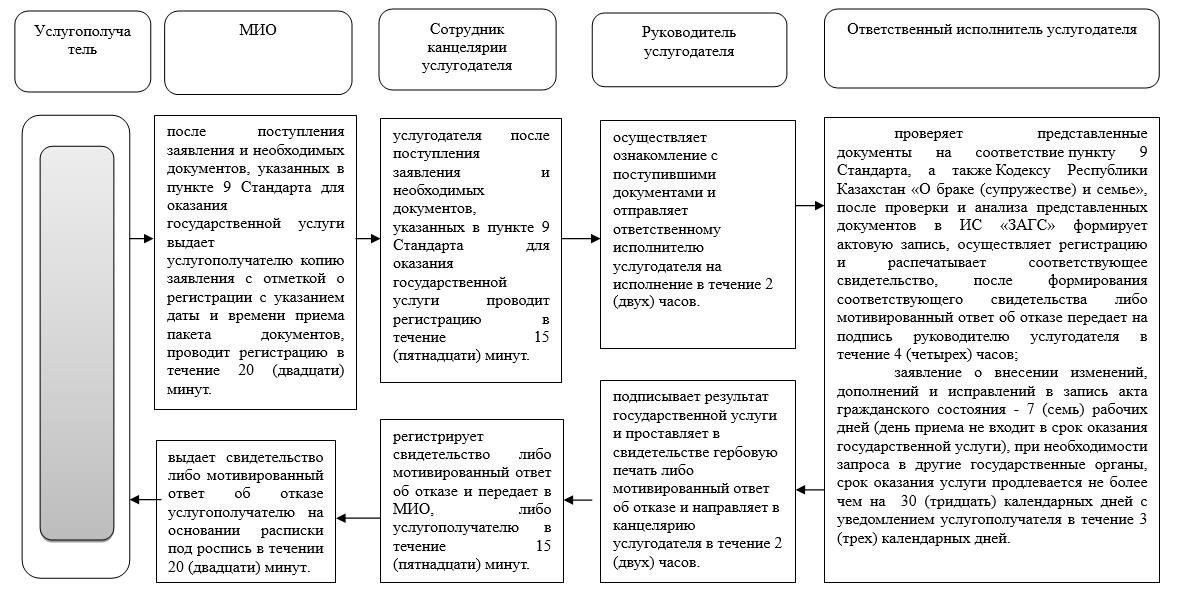 Услугополуча
тель
МИО
Сотрудник
канцелярии
услугодателя
Руководитель
услугодателя
Ответственный исполнитель услугодателя
после поступления
заявления и необходимых
документов, указанных в
пункте 9 Стандарта для
оказания
государственной услуги
выдает
услугополучателю копию
заявления с отметкой о
регистрации с указанием
даты и времени приема
пакета документов,
проводит регистрацию в
течение 20 (двадцати)
минут.
услугодателя после
поступления
заявления и
необходимых
документов,
указанных в пункте 9
Стандарта для
оказания
государственной
услуги проводит
регистрацию в
течение 15
(пятнадцати) минут.
осуществляет
ознакомление с
поступившими
документами и
отправляет
ответственному
исполнителю
услугодателя на
исполнение в течение 2
(двух) часов.
проверяет представленные
документы на соответствие пункту 9
Стандарта, а также Кодексу Республики
Казахстан «О браке (супружестве) и семье»,
после проверки и анализа представленных
документов в ИС «ЗАГС» формирует
актовую запись, осуществляет регистрацию
и распечатывает соответствующее
свидетельство, после формирования
соответствующего свидетельства либо
мотивированный ответ об отказе передает на
подпись руководителю услугодателя в
течение 4 (четырех) часов;
заявление о внесении изменений,
дополнений и исправлений в запись акта
гражданского состояния - 7 (семь) рабочих
дней (день приема не входит в срок оказания
государственной услуги), при необходимости
запроса в другие государственные органы,
срок оказания услуги продлевается не более
чем на 30 (тридцать) календарных дней с
уведомлением услугополучателя в течение 3
(трех) календарных дней.
подписывает результат
государственной услуги
и проставляет в
свидетельстве гербовую
печать либо
мотивированный ответ
об отказе и направляет в
канцелярию
услугодателя в течение 2
(двух) часов.
регистрирует
свидетельство либо
мотивированный ответ
об отказе и передает в
МИО, либо
услугополучателю в
течение 15
(пятнадцати) минут.
выдает свидетельство
либо мотивированный
ответ об отказе
услугополучателю на
основании расписки
под роспись в течении
20 (двадцати) минут.